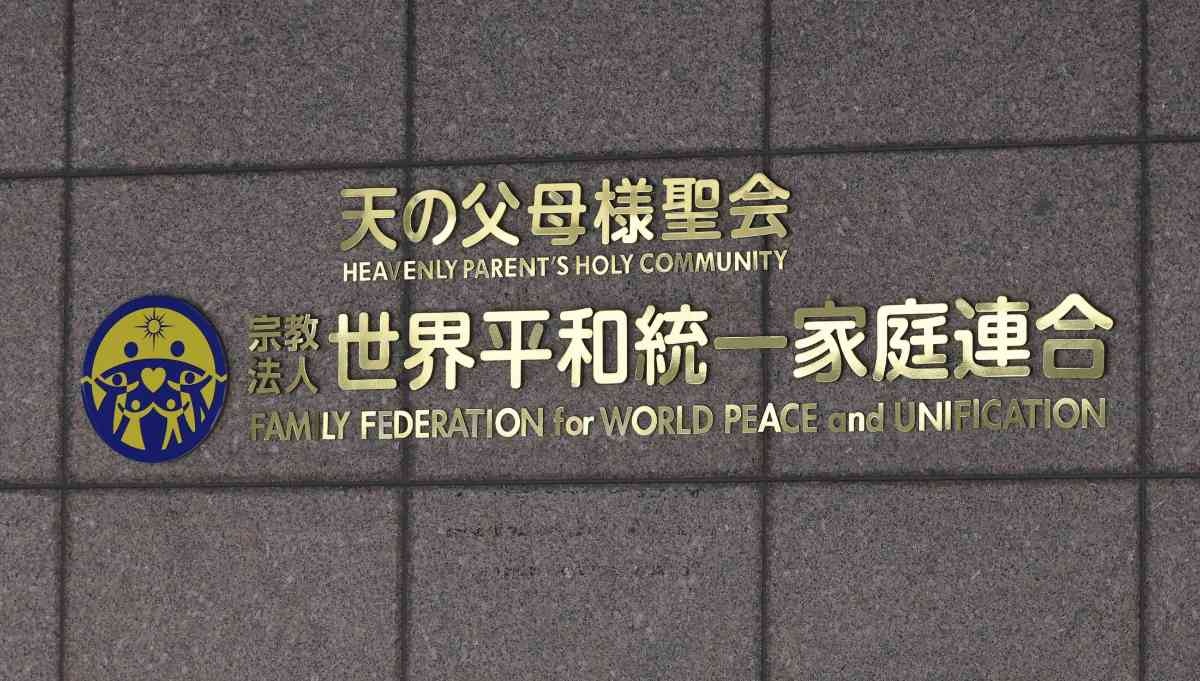 天の父母様聖会
HEAVENLY PARENT'S HOLY COMMUNITY
宗教法人 世界平和統一家庭連合
FAMILY FEDERATION for WORLD PEACE and UNIFICATION